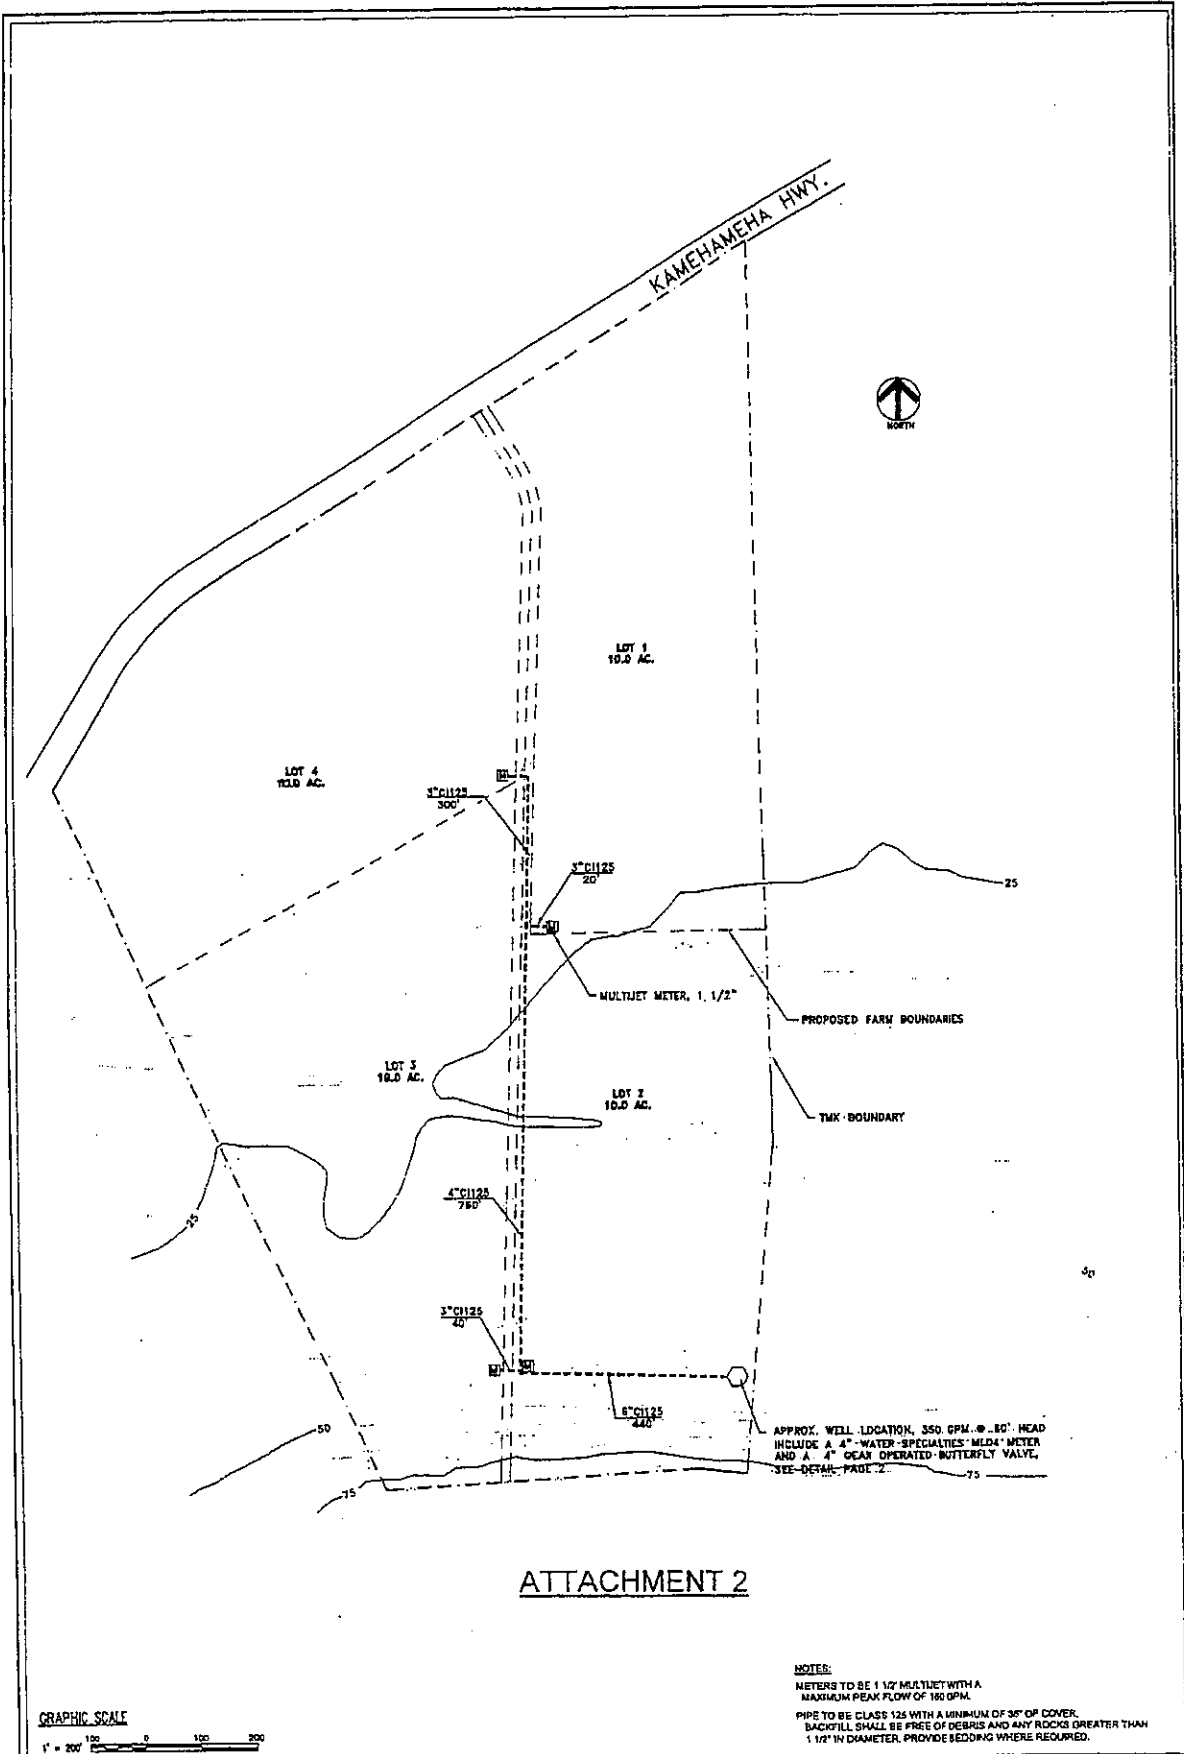 KAMEHAMEHA HWY.
NORTH
LOT 1
10.0 AC.
LOT 4
10.0 AC.
3"Cl125
300'
3"Cl125
20'
25
MULTIJET METER, 1 1/2"
PROPOSED FARM BOUNDARIES
LOT 3
10.0 AC.
LOT 2
10.0 AC.
TMK BOUNDARY
4"Cl125
25
50
3"Cl125
40'
6"Cl125
440'
APPROX. WELL LOCATION, 350 GPM @ HEAD
INCLUDE A 4" WATER SPECIALTIES METER
AND A 4" GEAR OPERATED BUTTERFLY VALVE,
SEE DETAIL PAGE 2
50
75
75
ATTACHMENT 2
NOTES:
METERS TO BE 1 1/2" MULTIJET WITH A
MAXIMUM PEAK FLOW OF 160 GPM.
PIPE TO BE CLASS 125 WITH A MINIMUM OF OF COVER.
BACKFILL SHALL BE FREE OF DEBRIS AND ANY ROCKS GREATER THAN
1 1/2" IN DIAMETER. PROVIDE BEDDING WHERE REQUIRED.
GRAPHIC SCALE
1" = 200'
100 0 100 200